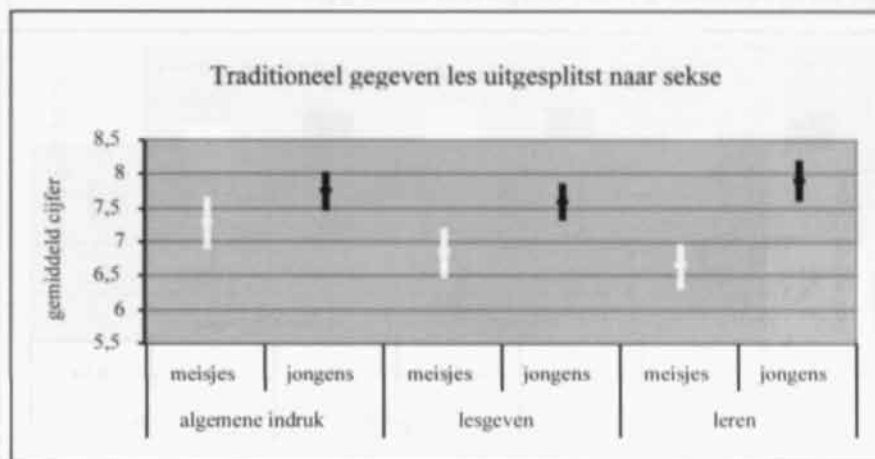 Traditioneel gegeven les uitgesplitst naar sekse
gemiddeld cijfer
8,5
8
7,5
7
6,5
6
5,5
meisjes jongens meisjes jongens meisjes jongens
algemene indruk lesgeven leren